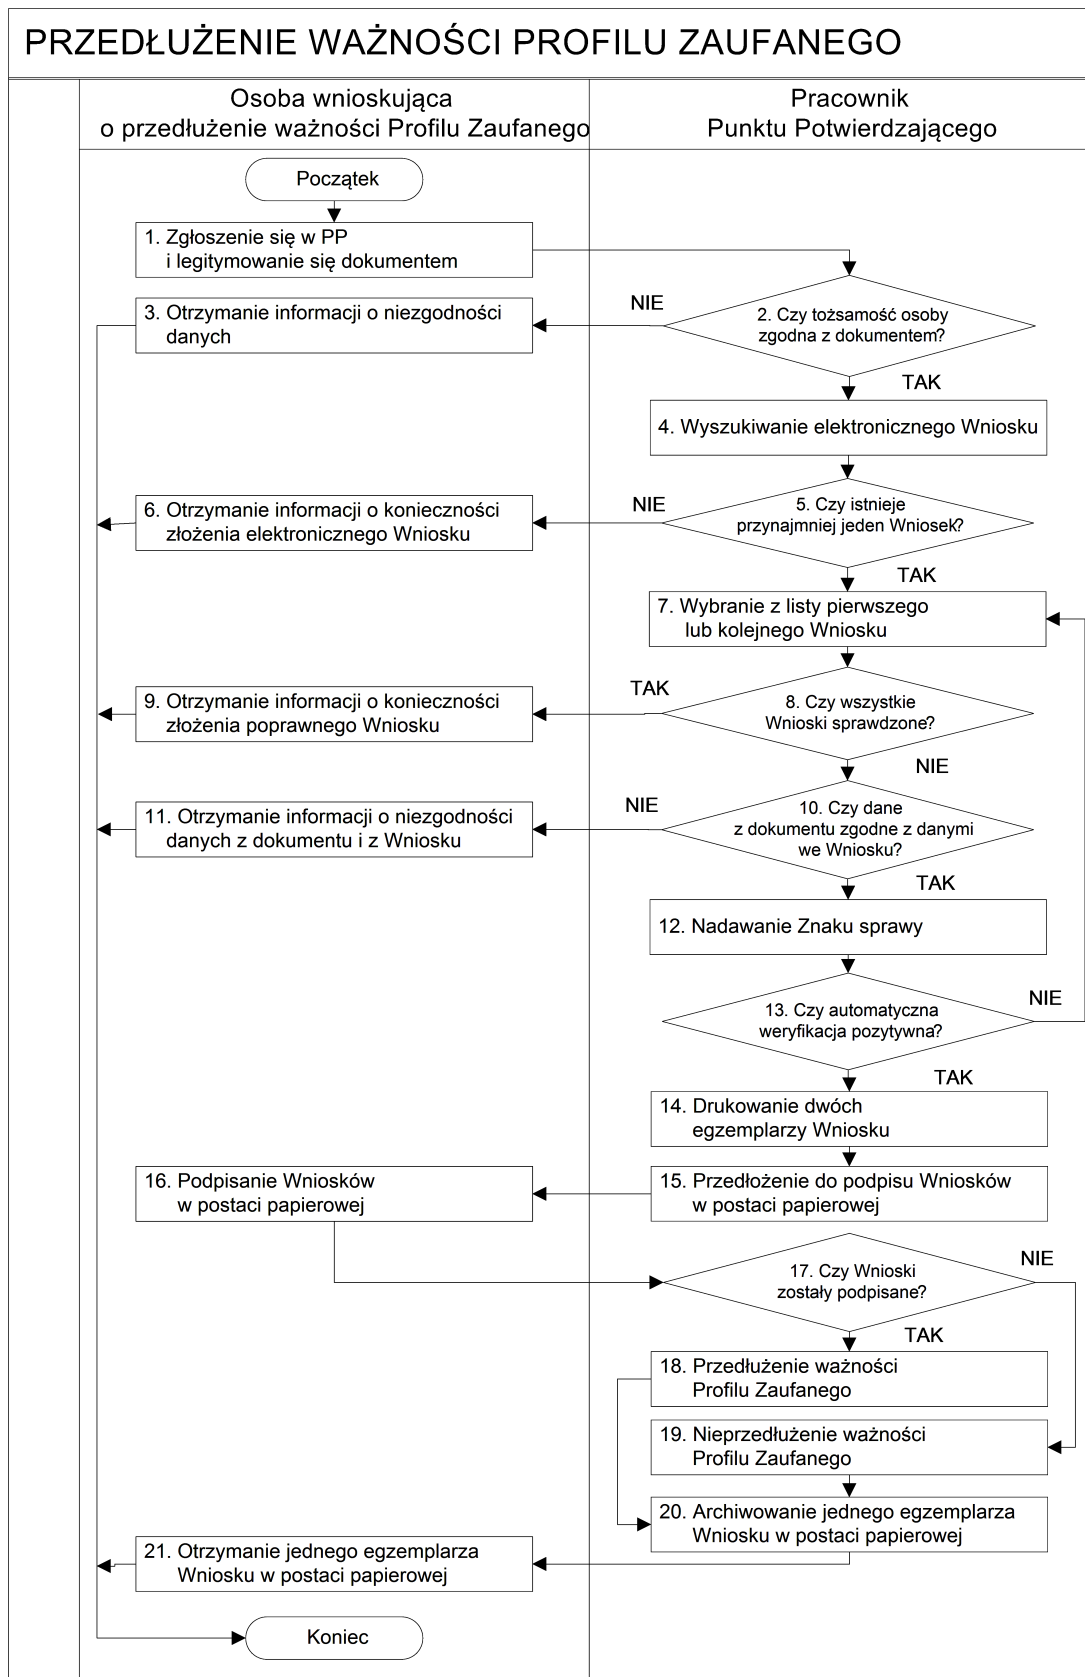 PRZEDŁUŻENIE WAŻNOŚCI PROFILU ZAUFANEGO
Osoba wnioskująca
o przedłużenie ważności Profilu Zaufanego
Pracownik
Punktu Potwierdzającego
Początek
1. Zgłoszenie się w PP
i legitymowanie się dokumentem
2. Czy tożsamość osoby
zgodna z dokumentem?
NIE
3. Otrzymanie informacji o niezgodności
danych
TAK
4. Wyszukiwanie elektronicznego Wniosku
5. Czy istnieje
przynajmniej jeden Wniosek?
NIE
6. Otrzymanie informacji o konieczności
złożenia elektronicznego Wniosku
TAK
7. Wybranie z listy pierwszego
lub kolejnego Wniosku
8. Czy wszystkie
Wnioski sprawdzone?
TAK
9. Otrzymanie informacji o konieczności
złożenia poprawnego Wniosku
NIE
10. Czy dane
z dokumentu zgodne z danymi
we Wniosku?
NIE
11. Otrzymanie informacji o niezgodności
danych z dokumentu i z Wniosku
TAK
12. Nadawanie Znaku sprawy
13. Czy automatyczna
weryfikacja pozytywna?
NIE
TAK
14. Drukowanie dwóch
egzemplarzy Wniosku
15. Przedłożenie do podpisu Wniosków
w postaci papierowej
16. Podpisanie Wniosków
w postaci papierowej
17. Czy Wnioski
zostały podpisane?
NIE
TAK
18. Przedłużenie ważności
Profilu Zaufanego
19. Nieprzedłużenie ważności
Profilu Zaufanego
20. Archiwowanie jednego egzemplarza
Wniosku w postaci papierowej
21. Otrzymanie jednego egzemplarza
Wniosku w postaci papierowej
Koniec